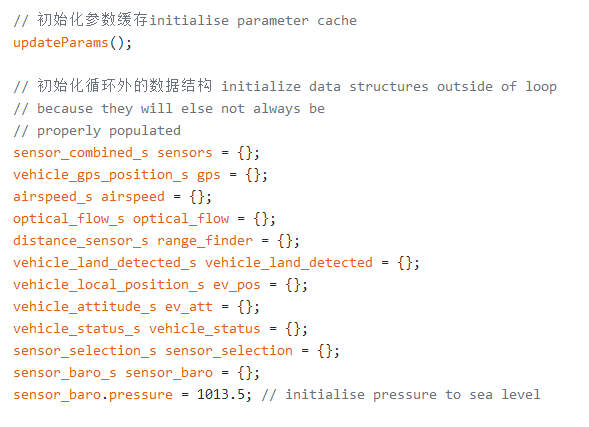 // 初始化参数缓存initialise parameter cache
updateParams();
// 初始化循环外的数据结构 initialize data structures outside of loop
// because they will else not always be
// properly populated
sensor_combined_s sensors = {};
vehicle_gps_position_s gps = {};
airspeed_s airspeed = {};
optical_flow_s optical_flow = {};
distance_sensor_s range_finder = {};
vehicle_land_detected_s vehicle_land_detected = {};
vehicle_local_position_s ev_pos = {};
vehicle_attitude_s ev_att = {};
vehicle_status_s vehicle_status = {};
sensor_selection_s sensor_selection = {};
sensor_baro_s sensor_baro = {};
sensor_baro.pressure = 1013.5; // initialise pressure to sea level